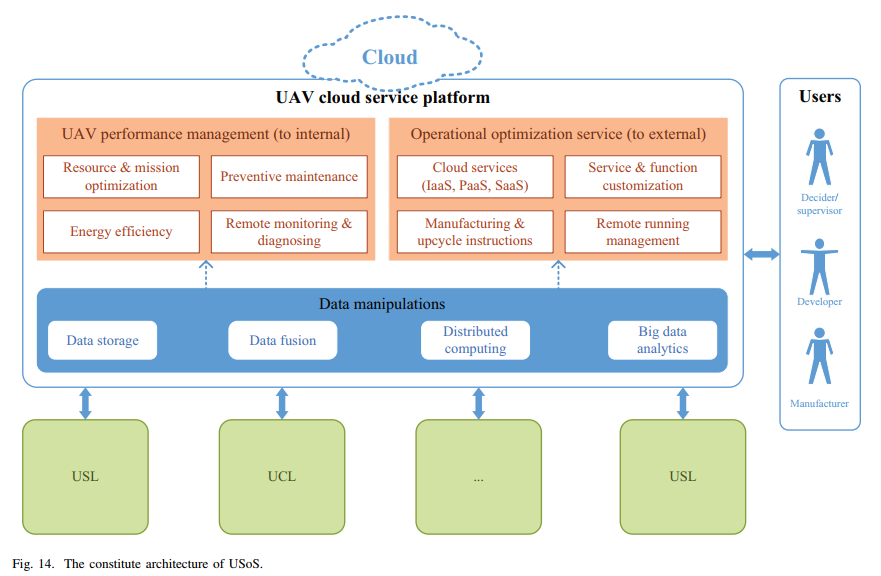 Cloud
UAV cloud service platform
UAV performance management (to internal)
Resource & mission
optimization
Preventive maintenance
Energy efficiency
Remote monitoring &
diagnosing
Operational optimization service (to external)
Cloud services
(IaaS, PaaS, SaaS)
Service & function
customization
Manufacturing &
upcycle instructions
Remote running
management
Data manipulations
Data storage
Data fusion
Distributed
computing
Big data
analytics
Users
Decider/
supervisor
Developer
Manufacturer
USL
UCL
...
USL
Fig. 14. The constitute architecture of USoS.